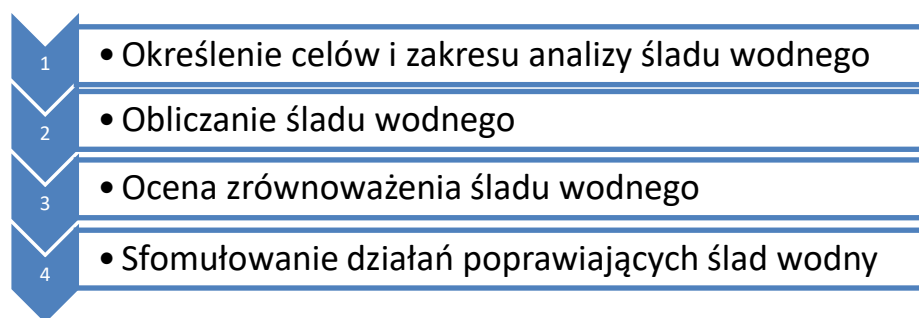 1 • Określenie celów i zakresu analizy śladu wodnego
2 • Obliczanie śladu wodnego
3 • Ocena zrównoważenia śladu wodnego
4 • Sfomułowanie działań poprawiających ślad wodny